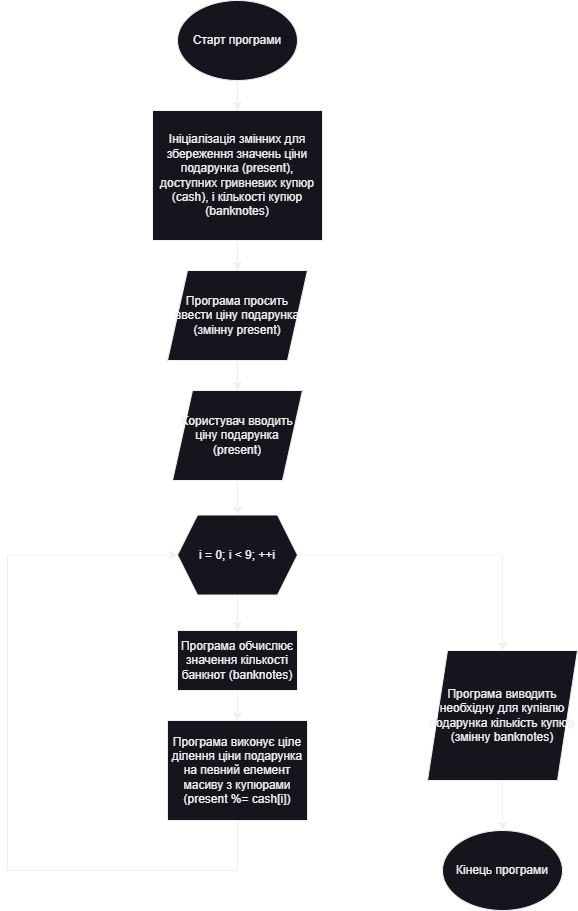 Старт програми
Ініціалізація змінних для
збереження значень ціни
подарунка (present),
доступних гривневих купюр
(cash), і кількості купюр
(banknotes)
Програма просить
ввести ціну подарунка
(змінну present)
Користувач вводить
ціну подарунка
(present)
i = 0; i < 9; ++i
Програма обчислює
значення кількості
банкнот (banknotes)
Програма виконує ціле
ділення ціни подарунка
на певний елемент
масиву з купюрами
(present %= cash[i])
Програма виводить
необхідну для купівлю
подарунка кількість купюр
(змінну banknotes)
Кінець програми